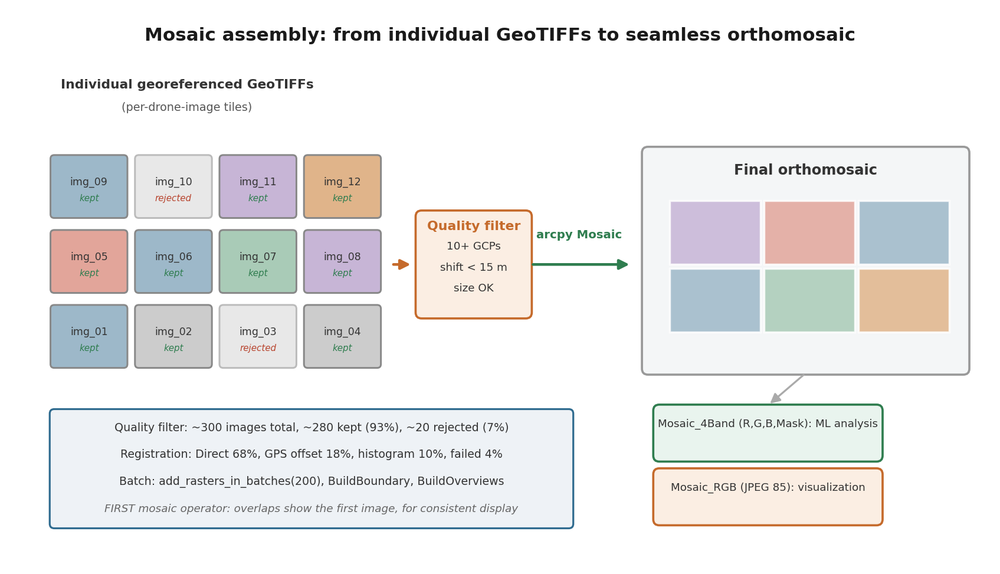 Mosaic assembly: from individual GeoTIFFs to seamless orthomosaic
Individual georeferenced GeoTIFFs
(per-drone-image tiles)
img_09
kept
img_10
rejected
img_11
kept
img_12
kept
img_05
kept
img_06
kept
img_07
kept
img_08
kept
img_01
kept
img_02
kept
img_03
rejected
img_04
kept
Quality filter
10+ GCPs
shift < 15 m
size OK
arcpy Mosaic
Final orthomosaic
Quality filter: ~300 images total, ~280 kept (93%), ~20 rejected (7%)
Registration: Direct 68%, GPS offset 18%, histogram 10%, failed 4%
Batch: add_rasters_in_batches(200), BuildBoundary, BuildOverviews
FIRST mosaic operator: overlaps show the first image, for consistent display
Mosaic_4Band (R,G,B,Mask): ML analysis
Mosaic_RGB (JPEG 85): visualization